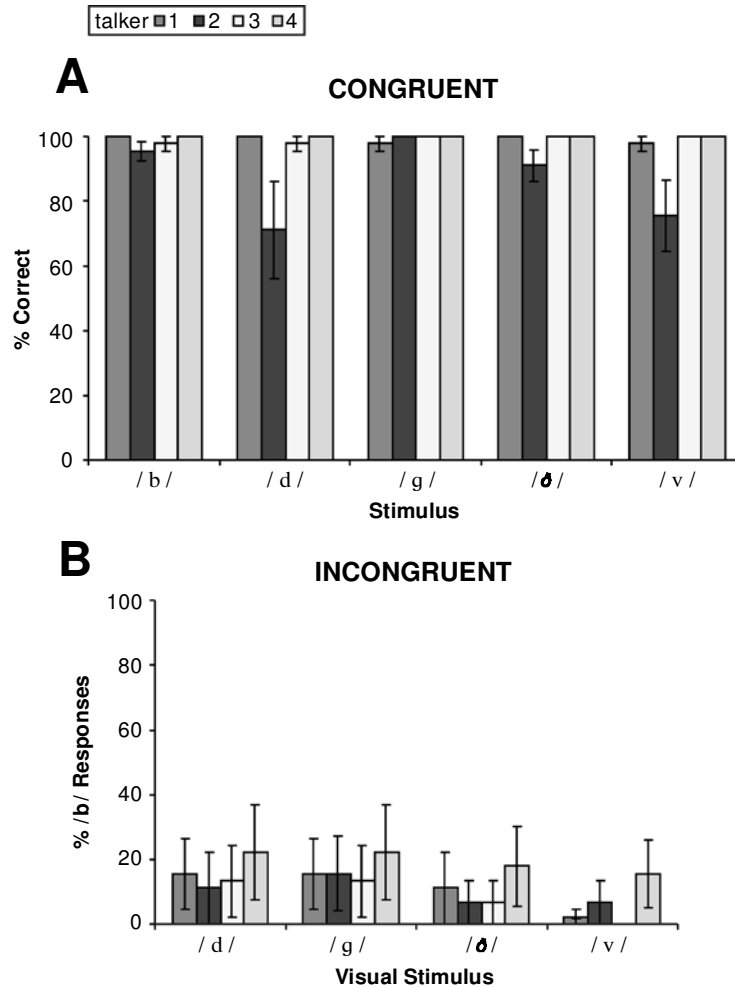 talker 1 2 3 4
A
CONGRUENT
% Correct
100
80
60
40
20
0
/ b / / d / / g / / ð / / v /
Stimulus
B
INCONGRUENT
% /b/ Responses
100
80
60
40
20
0
/ d / / g / / ð / / v /
Visual Stimulus